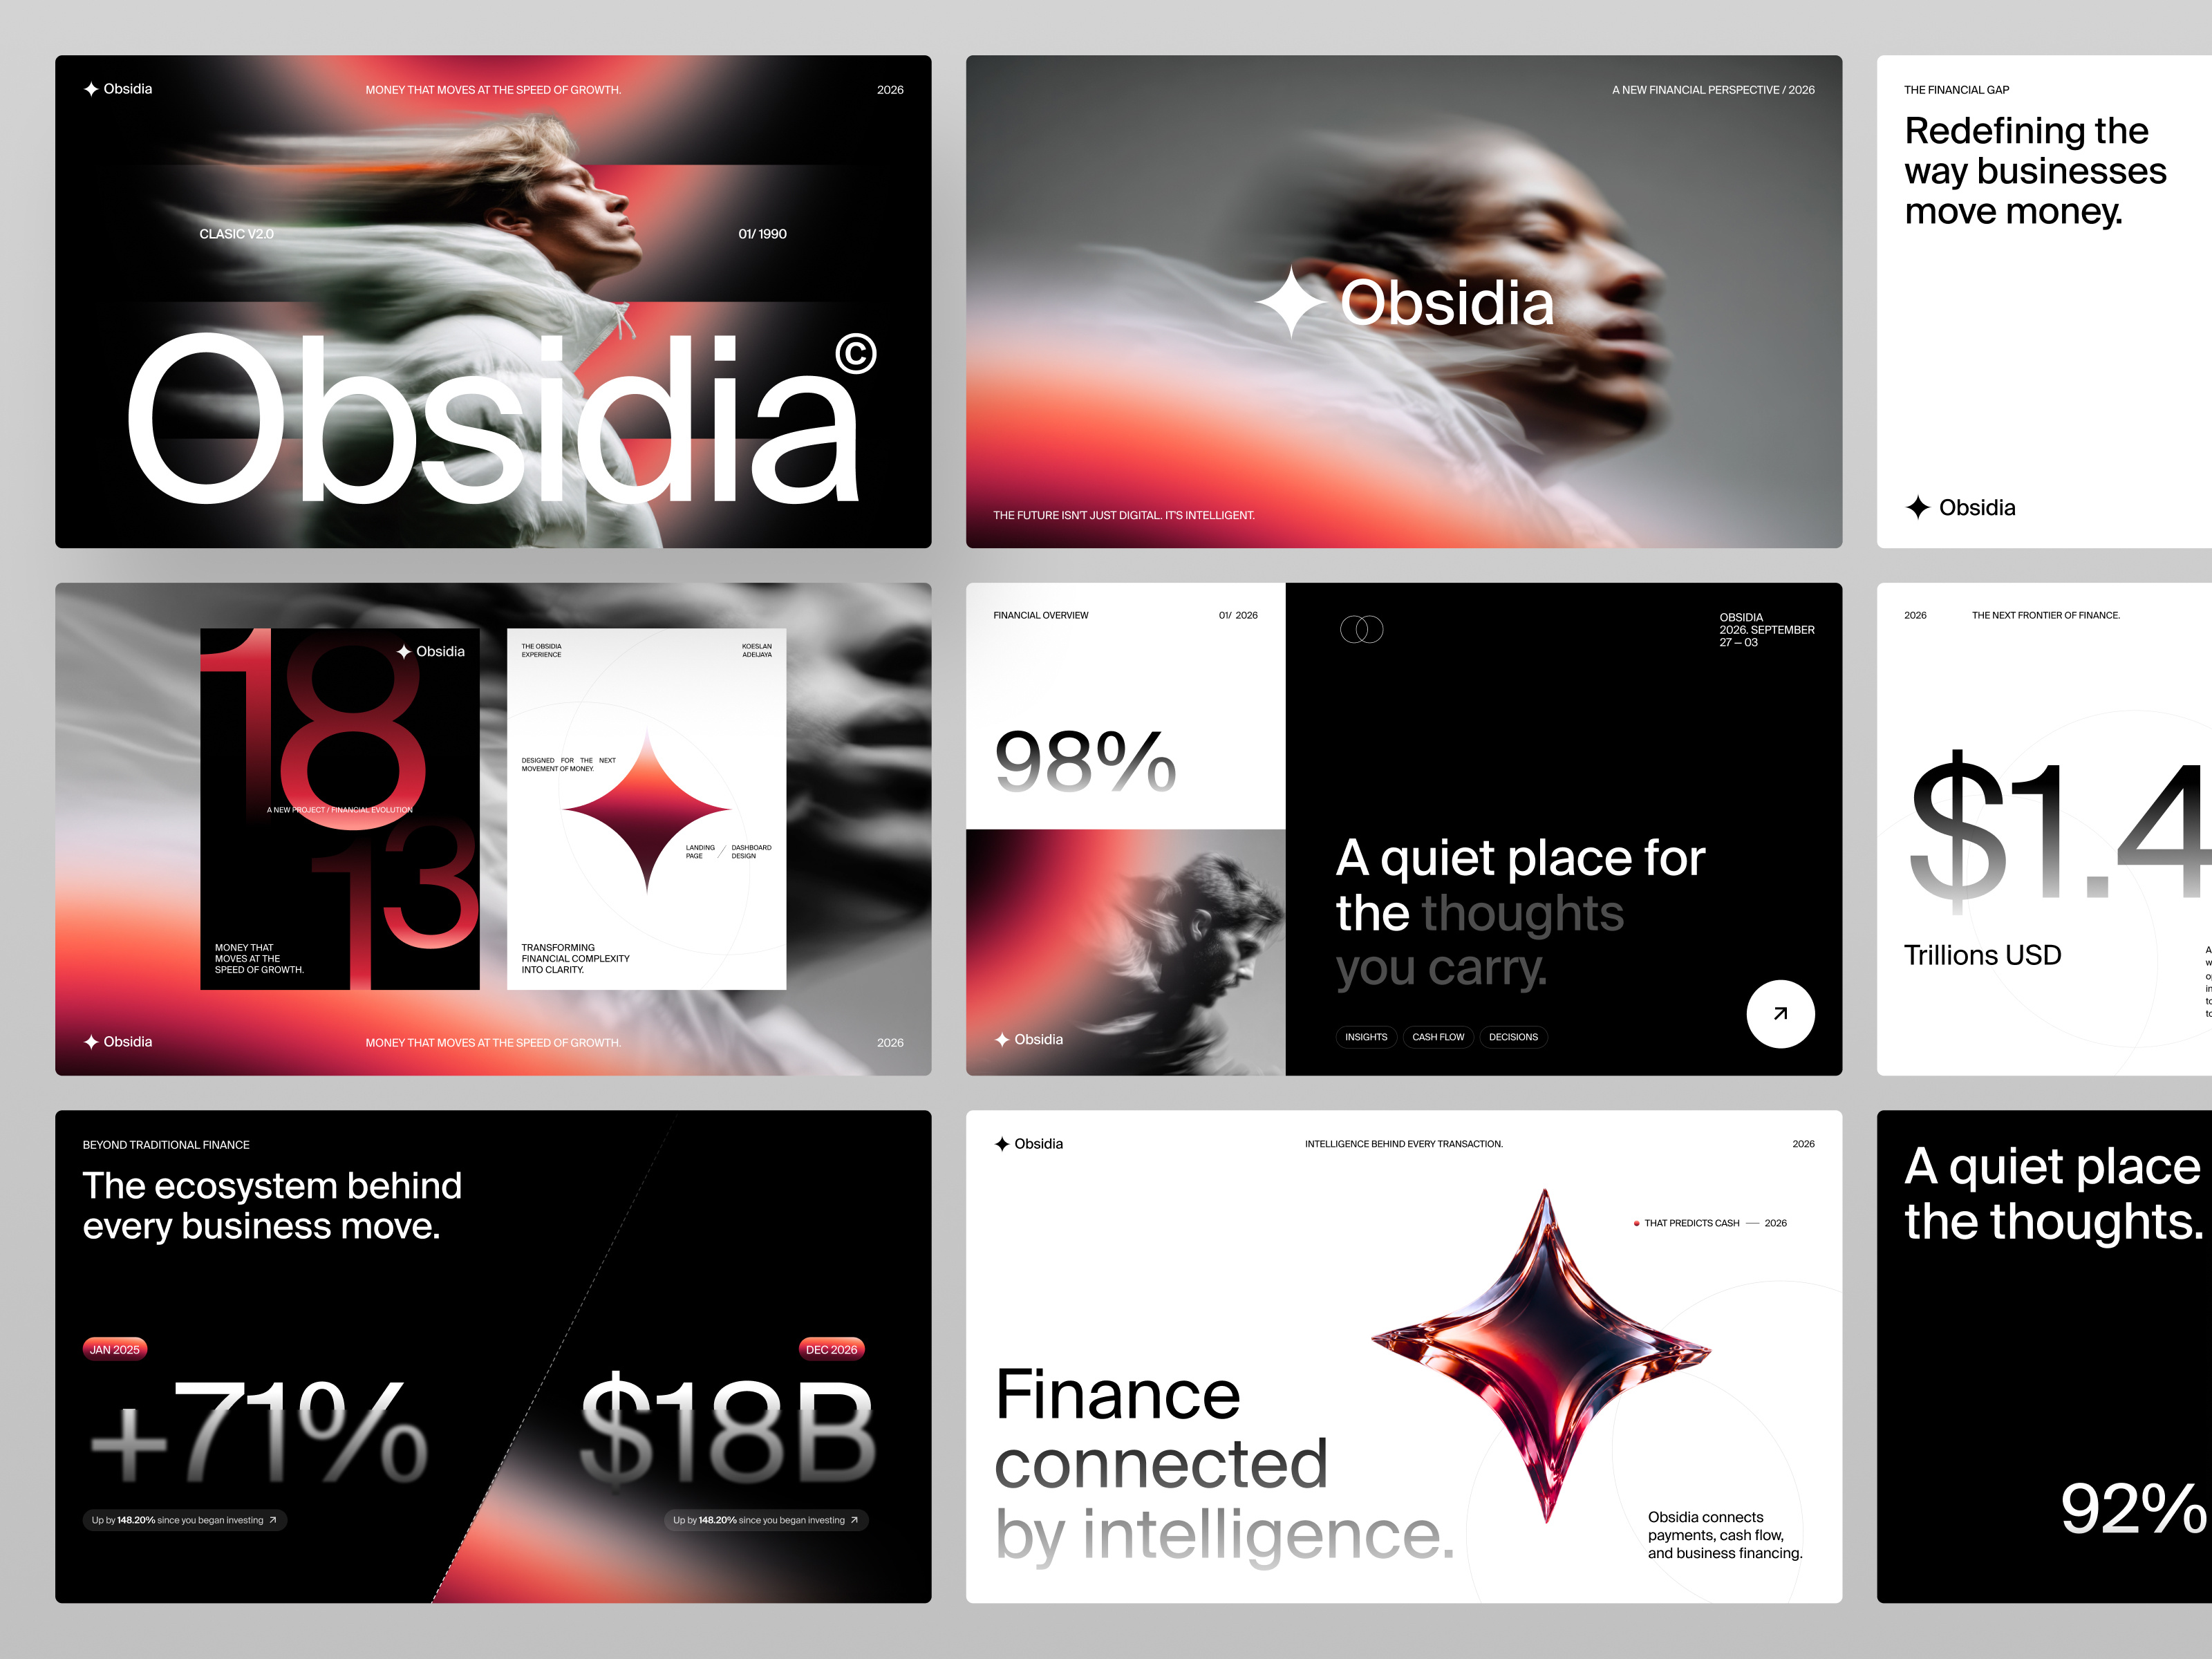 Obsidia
MONEY THAT MOVES AT THE SPEED OF GROWTH.
2026
CLASIC V2.0
01/ 1990
Obsidia©
A NEW FINANCIAL PERSPECTIVE / 2026
Obsidia
THE FUTURE ISN'T JUST DIGITAL. IT'S INTELLIGENT.
THE FINANCIAL GAP
Redefining the
way businesses
move money.
Obsidia
18
Obsidia
A NEW PROJECT / FINANCIAL EVOLUTION
13
MONEY THAT
MOVES AT THE
SPEED OF GROWTH.
THE OBSIDIA
EXPERIENCE
KOESLAN
ADEIJAYA
DESIGNED FOR THE NEXT
MOVEMENT OF MONEY.
LANDING
PAGE
DASHBOARD
DESIGN
TRANSFORMING
FINANCIAL COMPLEXITY
INTO CLARITY.
Obsidia
MONEY THAT MOVES AT THE SPEED OF GROWTH.
2026
FINANCIAL OVERVIEW
01/ 2026
98%
Obsidia
OBSIDIA
2026. SEPTEMBER
27 — 03
A quiet place for
the thoughts
you carry.
INSIGHTS
CASH FLOW
DECISIONS
2026
THE NEXT FRONTIER OF FINANCE.
$1.4
Trillions USD
BEYOND TRADITIONAL FINANCE
The ecosystem behind
every business move.
JAN 2025
+71%
Up by 148.20% since you began investing
DEC 2026
$18B
Up by 148.20% since you began investing
Obsidia
INTELLIGENCE BEHIND EVERY TRANSACTION.
2026
THAT PREDICTS CASH — 2026
Finance
connected
by intelligence.
Obsidia connects
payments, cash flow,
and business financing.
A quiet place
the thoughts.
92%